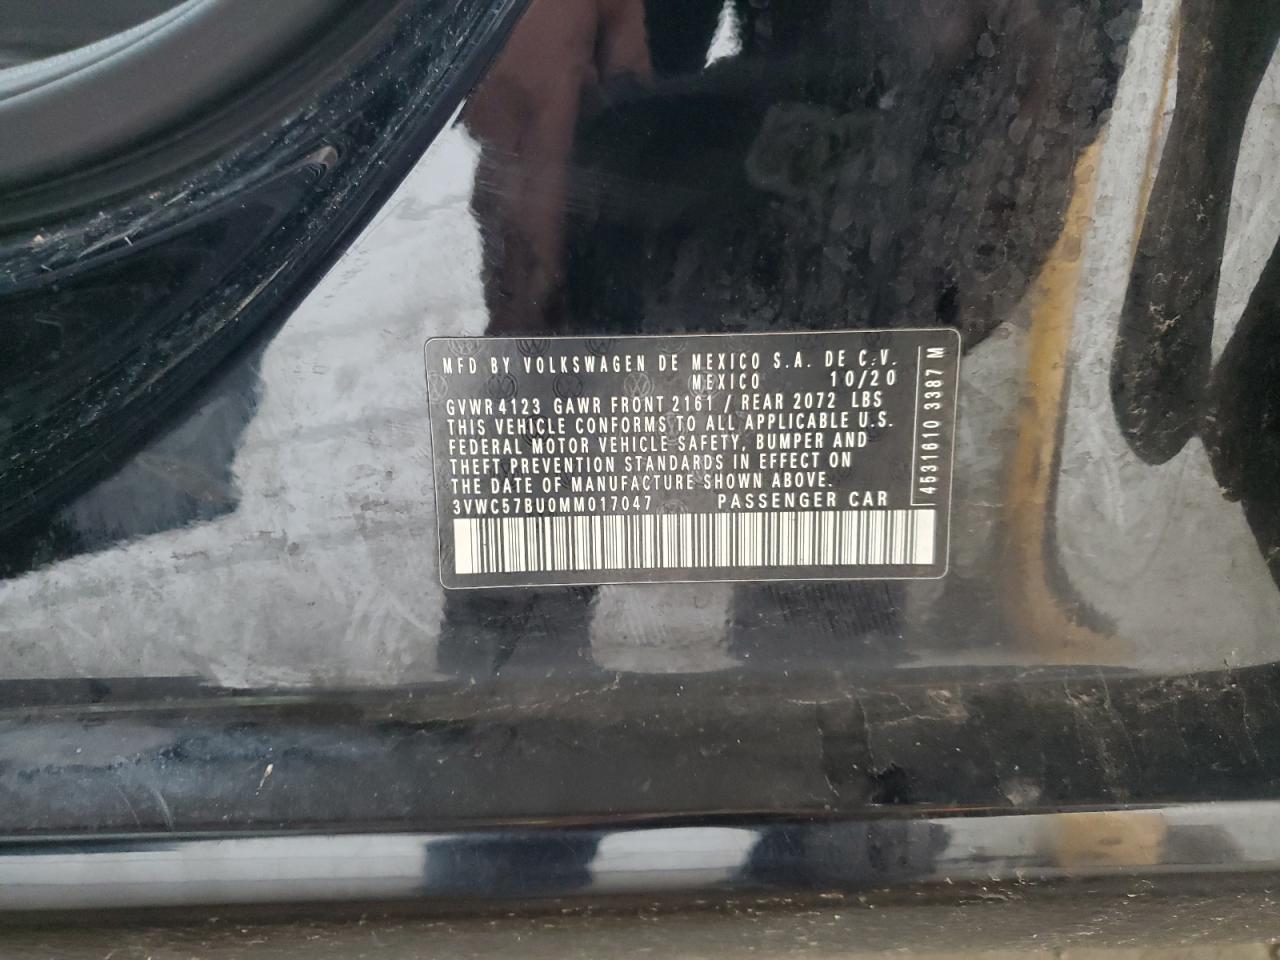 MFD BY VOLKSWAGEN DE MEXICO S.A. DE C.V.
MEXICO 10/20
GVWR 4123 GAWR FRONT 2161 / REAR 2072 LBS
THIS VEHICLE CONFORMS TO ALL APPLICABLE U.S.
FEDERAL MOTOR VEHICLE SAFETY, BUMPER AND
THEFT PREVENTION STANDARDS IN EFFECT ON
THE DATE OF MANUFACTURE SHOWN ABOVE.
3VWC57BU0MM017047 PASSENGER CAR
4531610 3387 M